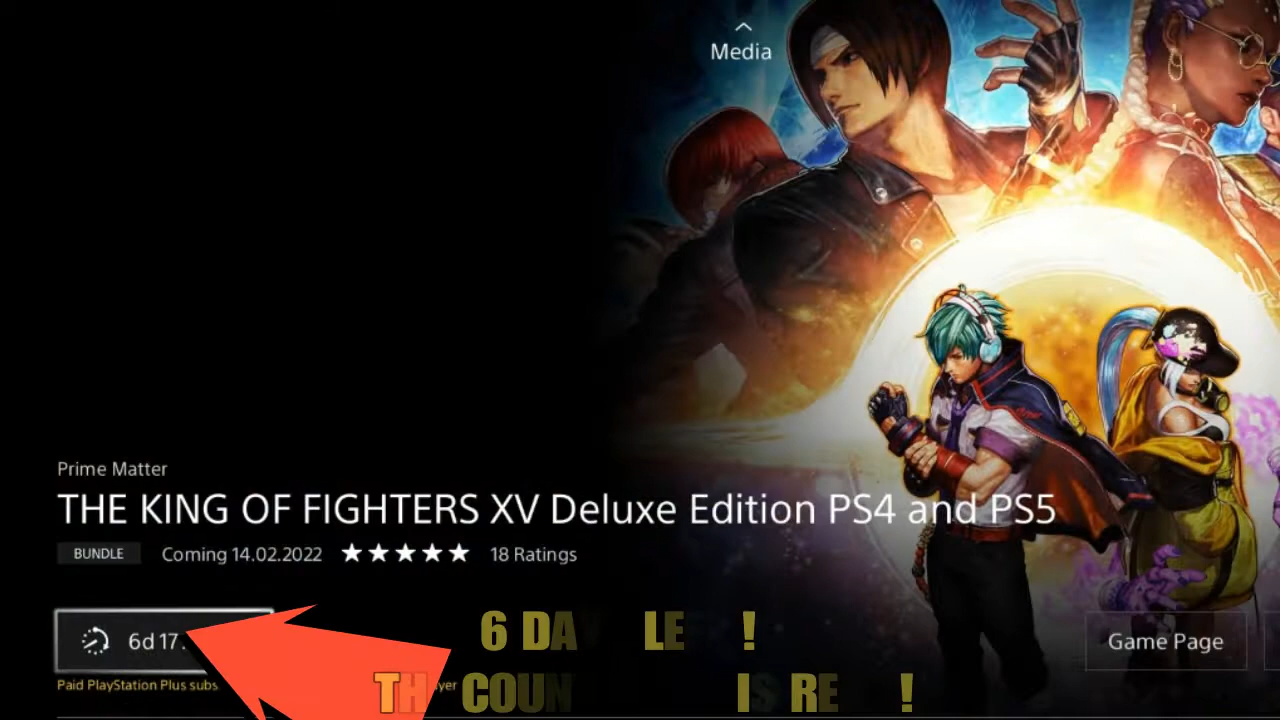 Media
Prime Matter
THE KING OF FIGHTERS XV Deluxe Edition PS4 and PS5
BUNDLE Coming 14.02.2022 18 Ratings
6d 17
6 DA LE !
Game Page
Paid PlayStation Plus subs
TH COUN IS RE !